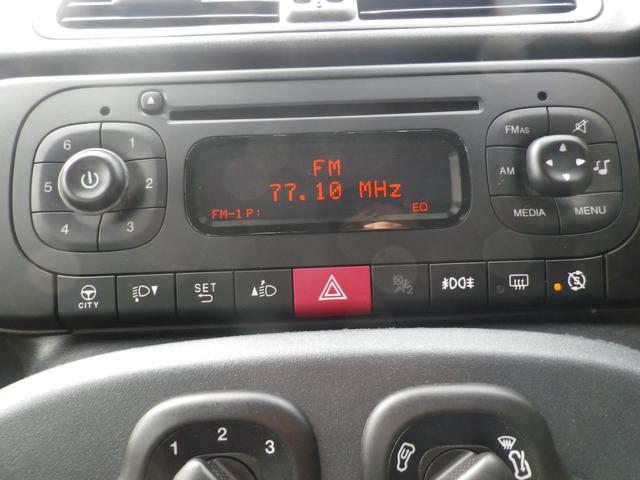 FM
77.10 MHz
FM-1 P: EQ
6 1
5 2
4 3
FMAS
AM
MEDIA MENU
CITY SET 2
1 2 3